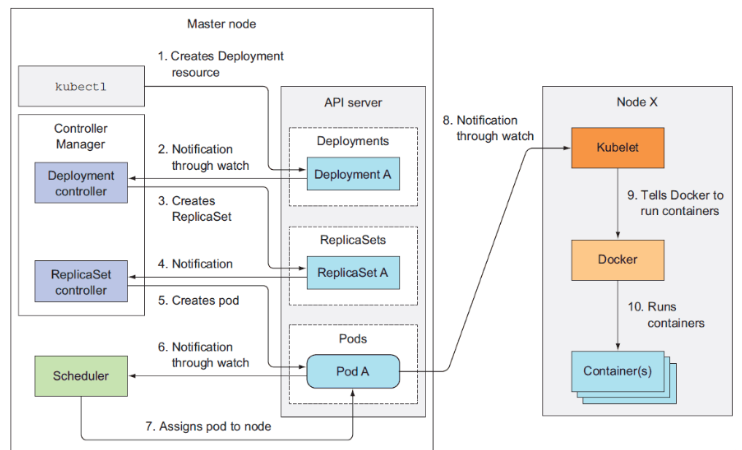 Master node
1. Creates Deployment
resource
kubectl
API server
Controller
Manager
Deployments
2. Notification
through watch
Deployment
controller
Deployment A
3. Creates
ReplicaSet
ReplicaSets
4. Notification
ReplicaSet
controller
ReplicaSet A
5. Creates pod
Pods
6. Notification
through watch
Scheduler
Pod A
7. Assigns pod to node
8. Notification
through watch
Node X
Kubelet
9. Tells Docker to
run containers
Docker
10. Runs
containers
Container(s)